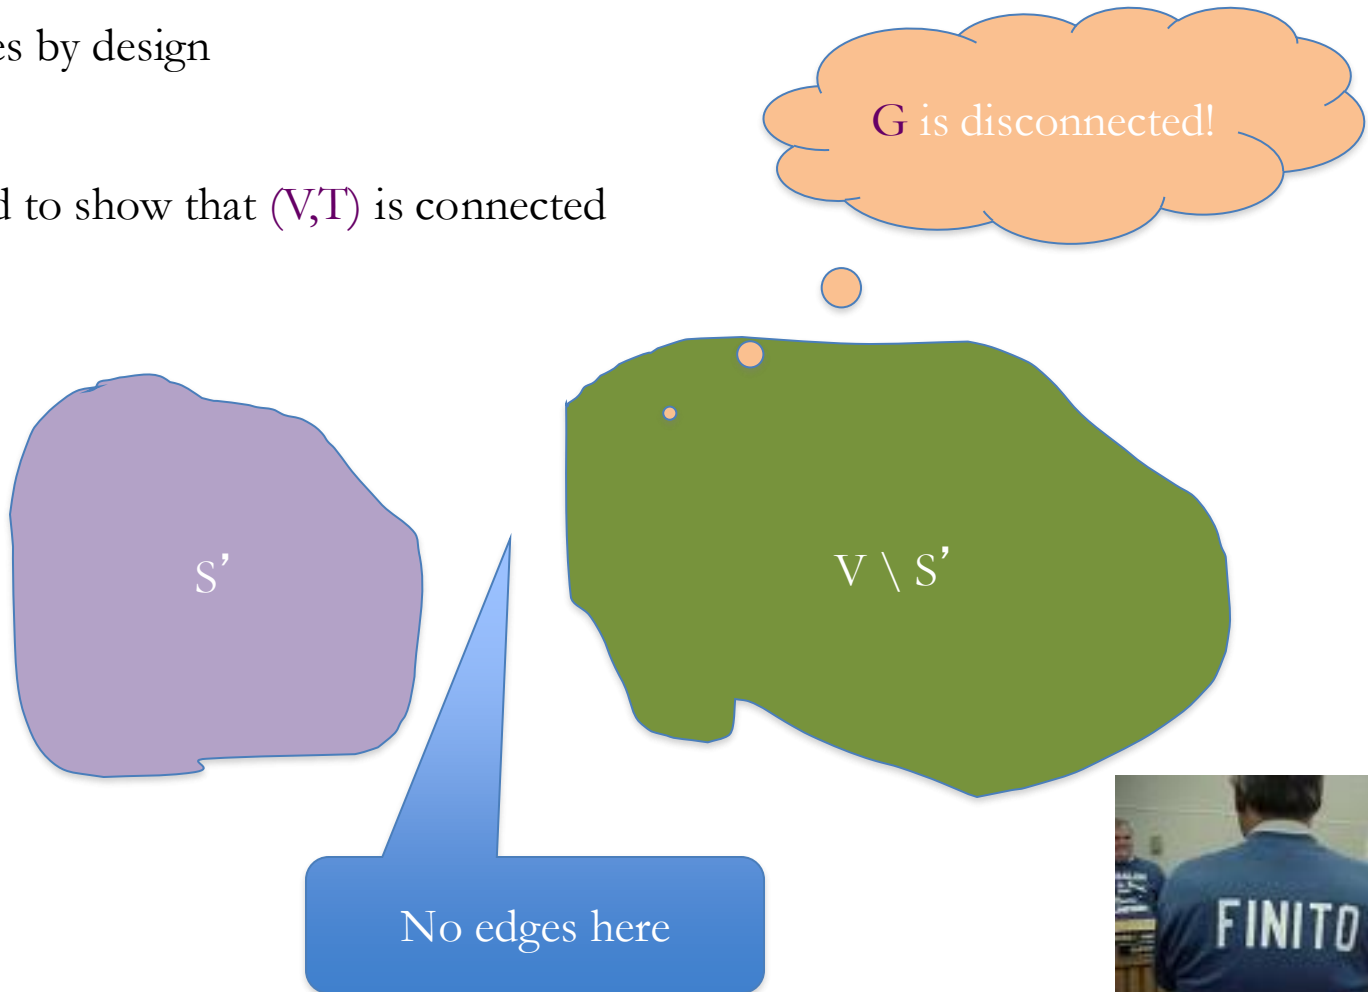 es by design
G is disconnected!
d to show that (V,T) is connected
S’
V \ S’
No edges here
FINITO